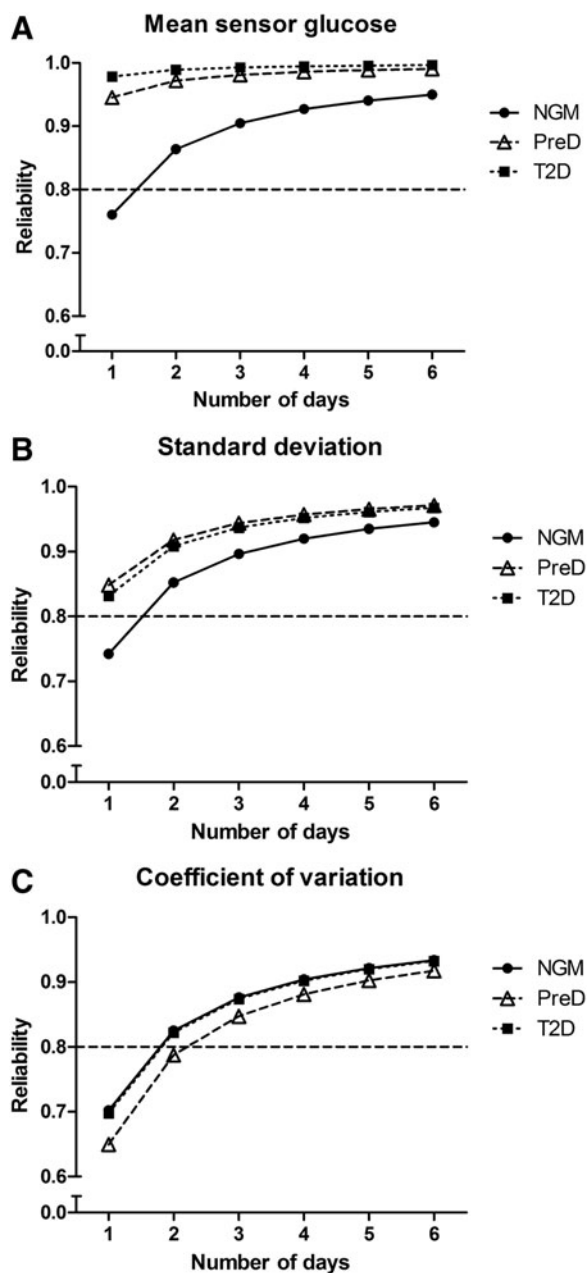 A
Mean sensor glucose
1.0
0.9
0.8
0.7
0.6
0.0
Reliability
1 2 3 4 5 6
Number of days
NGM
PreD
T2D
B
Standard deviation
1.0
0.9
0.8
0.7
0.6
0.0
Reliability
1 2 3 4 5 6
Number of days
NGM
PreD
T2D
C
Coefficient of variation
1.0
0.9
0.8
0.7
0.6
0.0
Reliability
1 2 3 4 5 6
Number of days
NGM
PreD
T2D